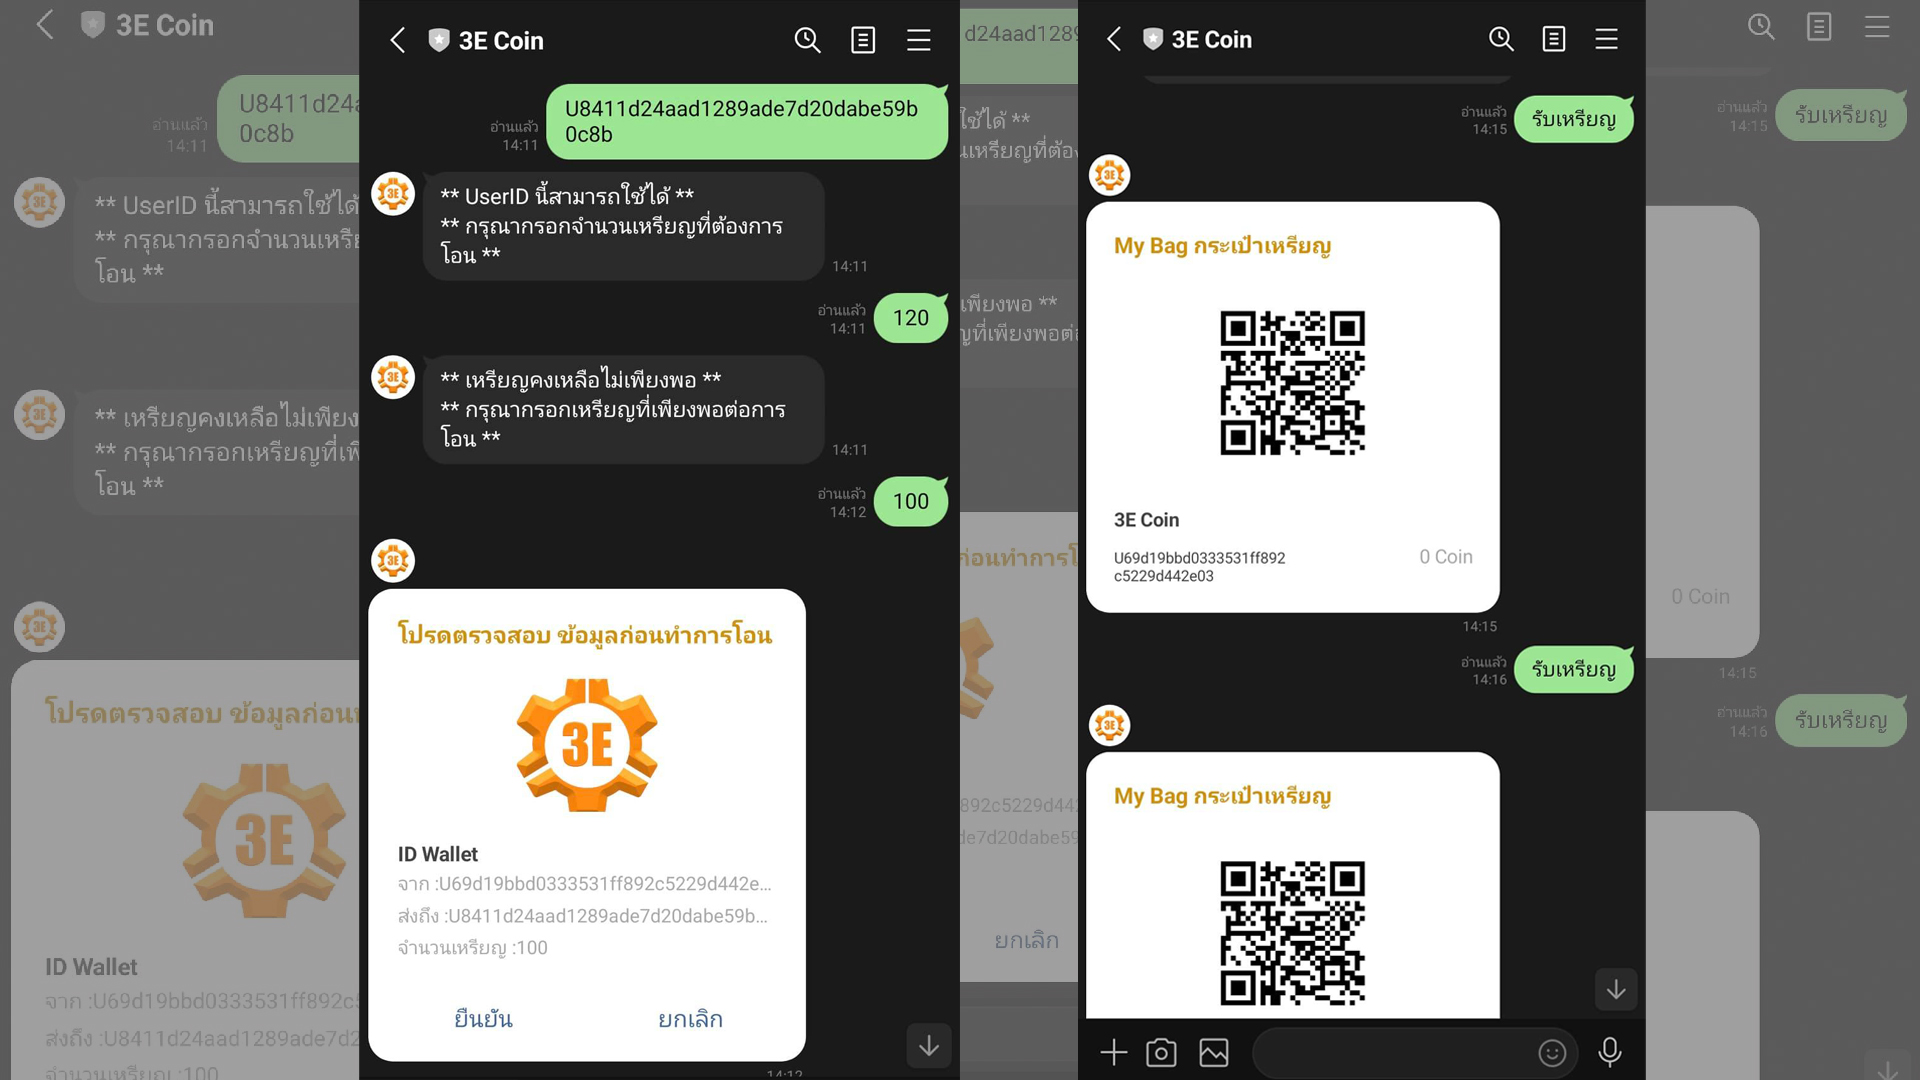 3E Coin
U8411d24aad1289ade7d20dabe59b
0c8b
อ่านแล้ว
14:11
** UserID นี้สามารถใช้ได้ **
** กรุณากรอกจำนวนเหรียญที่ต้องการ
โอน **
14:11
อ่านแล้ว
14:11
120
** เหรียญคงเหลือไม่เพียงพอ **
** กรุณากรอกเหรียญที่เพียงพอต่อการ
โอน **
14:11
อ่านแล้ว
14:12
100
โปรดตรวจสอบ ข้อมูลก่อนทำการโอน
3E
ID Wallet
จาก :U69d19bbd0333531ff892c5229d442e...
ส่งถึง :U8411d24aad1289ade7d20dabe59b...
จำนวนเหรียญ :100
ยืนยัน ยกเลิก
14:12
3E Coin
อ่านแล้ว
14:15
รับเหรียญ
My Bag กระเป๋าเหรียญ
3E Coin
U69d19bbd0333531ff892
c5229d442e03
0 Coin
14:15
อ่านแล้ว
14:16
รับเหรียญ
My Bag กระเป๋าเหรียญ